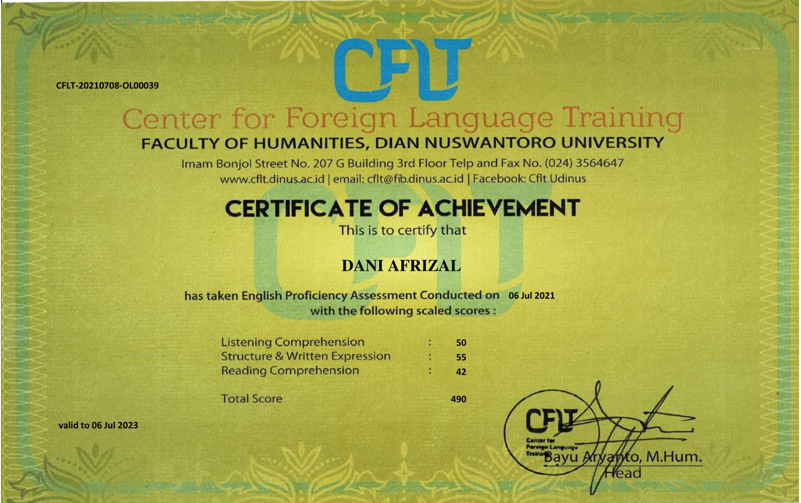 CFLT
CFLT-20210708-OL00039
Center for Foreign Language Training
FACULTY OF HUMANITIES, DIAN NUSWANTORO UNIVERSITY
Imam Bonjol Street No. 207 G Building 3rd Floor Telp and Fax No. (024) 3564647
www.cflt.dinus.ac.id | email: cflt@fib.dinus.ac.id | Facebook: Cflt Udinus
CERTIFICATE OF ACHIEVEMENT
This is to certify that
CFLT
DANI AFRIZAL
has taken English Proficiency Assessment Conducted on 06 Jul 2021
with the following scaled scores :
Listening Comprehension : 50
Structure & Written Expression : 55
Reading Comprehension : 42
Total Score 490
valid to 06 Jul 2023
CFLT
Center for
Foreign Language
Training
Bayu Aryanto, M.Hum.
Head